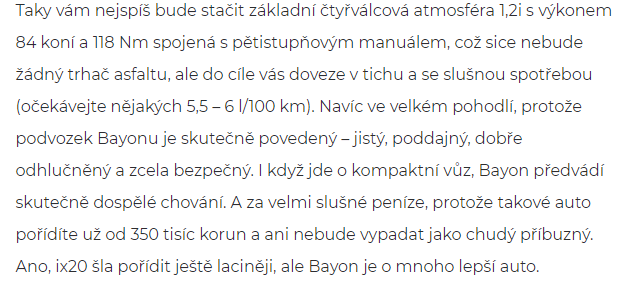 Taky vám nejspíš bude stačit základní čtyřválcová atmosféra 1,2i s výkonem
84 koní a 118 Nm spojená s pětistupňovým manuálem, což sice nebude
žádný trhač asfaltu, ale do cíle vás doveze v tichu a se slušnou spotřebou
(očekávejte nějakých 5,5 – 6 l/100 km). Navíc ve velkém pohodlí, protože
podvozek Bayonu je skutečně povedený – jistý, poddajný, dobře
odhlučněný a zcela bezpečný. I když jde o kompaktní vůz, Bayon předvádí
skutečně dospělé chování. A za velmi slušné peníze, protože takové auto
pořídíte už od 350 tisíc korun a ani nebude vypadat jako chudý příbuzný.
Ano, ix20 šla pořídit ještě laciněji, ale Bayon je o mnoho lepší auto.